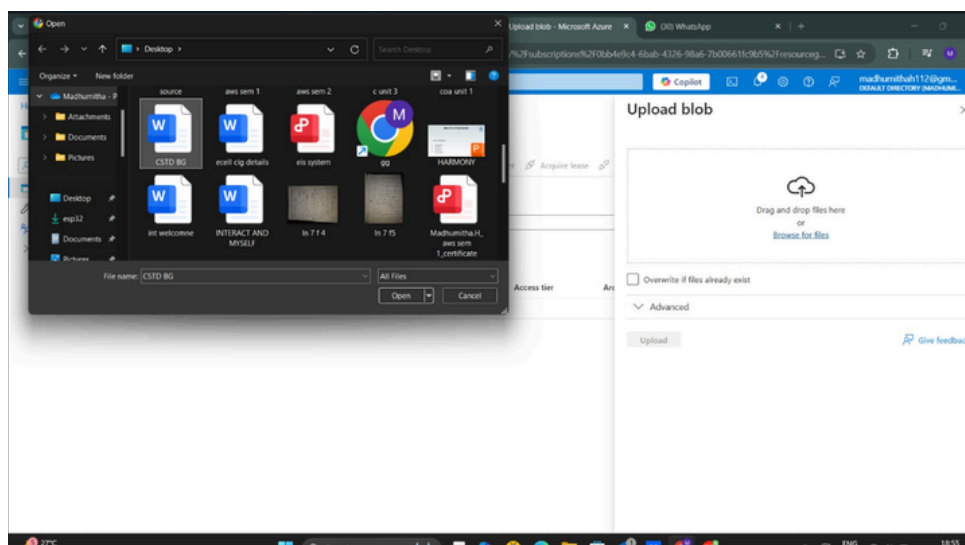 Open
Upload blob - Microsoft Azure
(30) WhatsApp
Desktop
Search Desktop
Organize
New folder
Copilot
madhumithah112@gm...
DEFAULT DIRECTORY (MADHUMI...
Madhumitha - P
Attachments
Documents
Pictures
Desktop
esp32
Documents
Pictures
source
aws sem 1
aws sem 2
c unit 3
coa unit 1
CSTD BG
ecell cig details
eis system
gg
HARMONY
int welcomne
INTERACT AND MYSELF
ln 7 f 4
ln 7 f5
Madhumitha.H_
aws sem
1_certificate
File name: CSTD BG
All Files
Open
Cancel
Acquire lease
Access tier
Upload blob
Drag and drop files here
or
Browse for files
Overwrite if files already exist
Advanced
Upload
Give feedbac
27°C
ENG
18:55